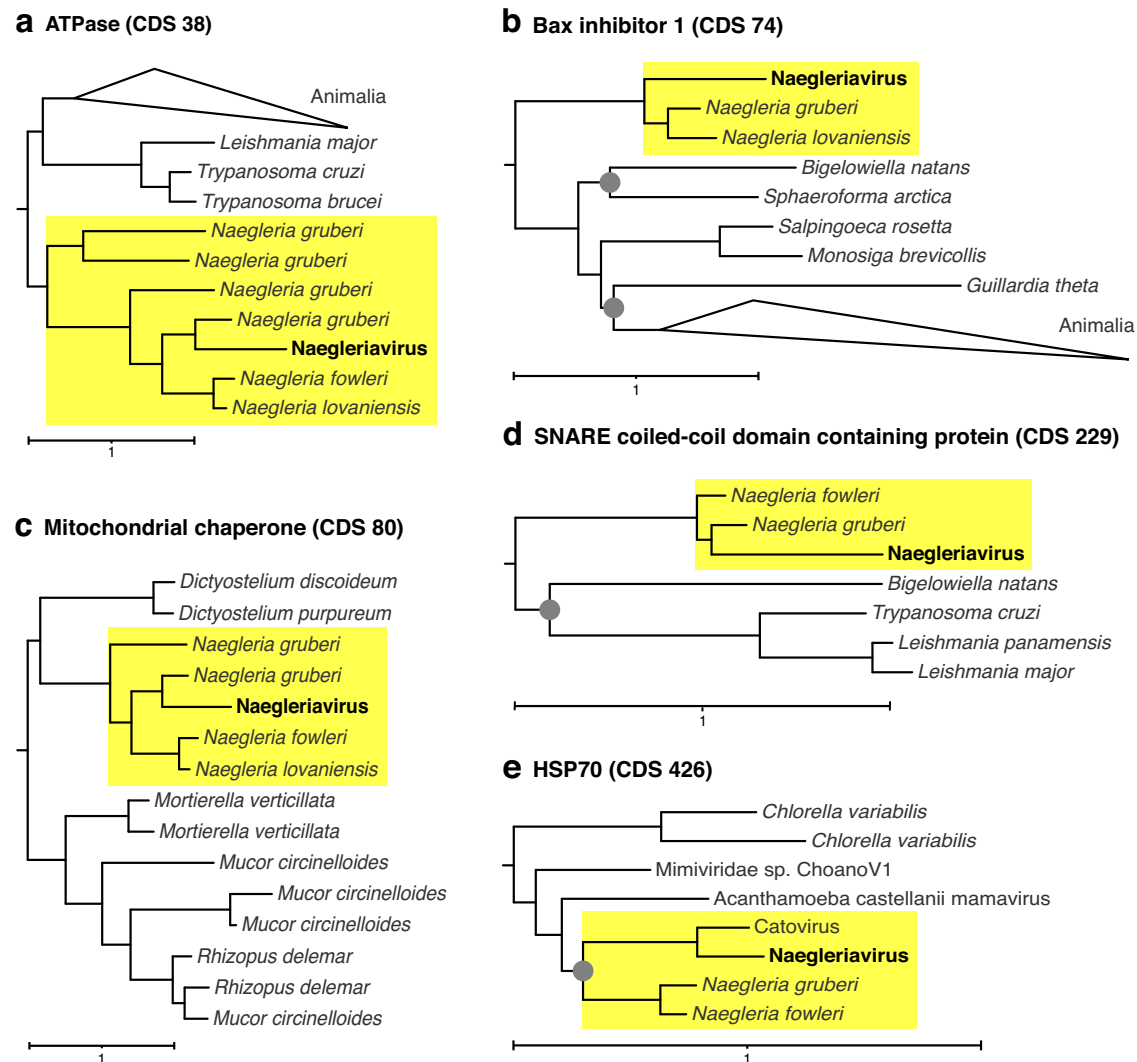 a ATPase (CDS 38)
Animalia
Leishmania major
Trypanosoma cruzi
Trypanosoma brucei
Naegleria gruberi
Naegleria gruberi
Naegleria gruberi
Naegleria gruberi
Naegleriavirus
Naegleria fowleri
Naegleria lovaniensis
1
b Bax inhibitor 1 (CDS 74)
Naegleriavirus
Naegleria gruberi
Naegleria lovaniensis
Bigelowiella natans
Sphaeroforma arctica
Salpingoeca rosetta
Monosiga brevicollis
Guillardia theta
Animalia
1
c Mitochondrial chaperone (CDS 80)
Dictyostelium discoideum
Dictyostelium purpureum
Naegleria gruberi
Naegleria gruberi
Naegleriavirus
Naegleria fowleri
Naegleria lovaniensis
Mortierella verticillata
Mortierella verticillata
Mucor circinelloides
Mucor circinelloides
Mucor circinelloides
Rhizopus delemar
Rhizopus delemar
Mucor circinelloides
1
d SNARE coiled-coil domain containing protein (CDS 229)
Naegleria fowleri
Naegleria gruberi
Naegleriavirus
Bigelowiella natans
Trypanosoma cruzi
Leishmania panamensis
Leishmania major
1
e HSP70 (CDS 426)
Chlorella variabilis
Chlorella variabilis
Mimiviridae sp. ChoanoV1
Acanthamoeba castellanii mamavirus
Catovirus
Naegleriavirus
Naegleria gruberi
Naegleria fowleri
1